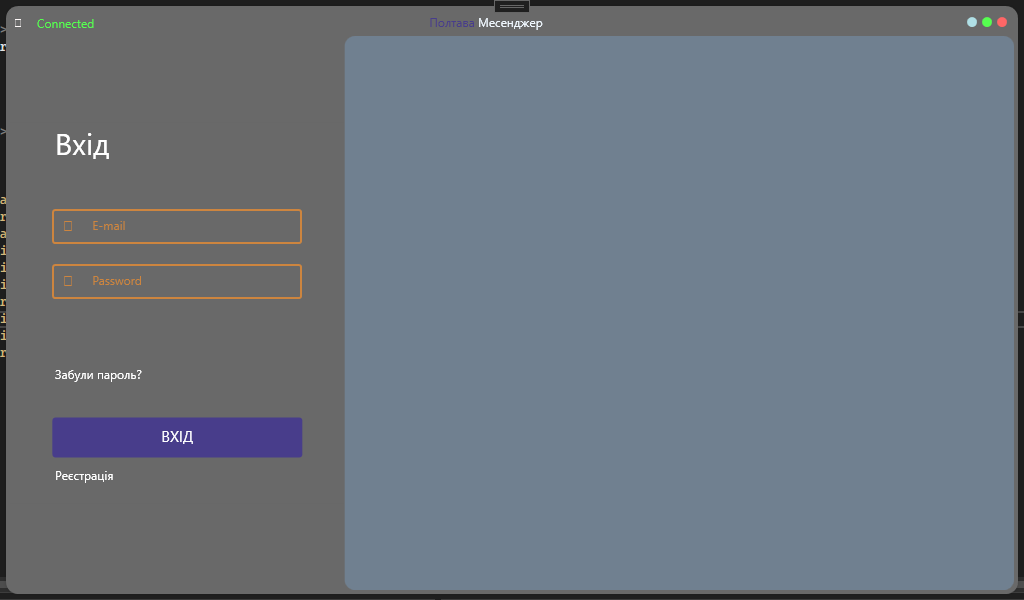 Connected
Полтава Месенджер
Вхід
E-mail
Password
Забули пароль?
ВХІД
Реєстрація